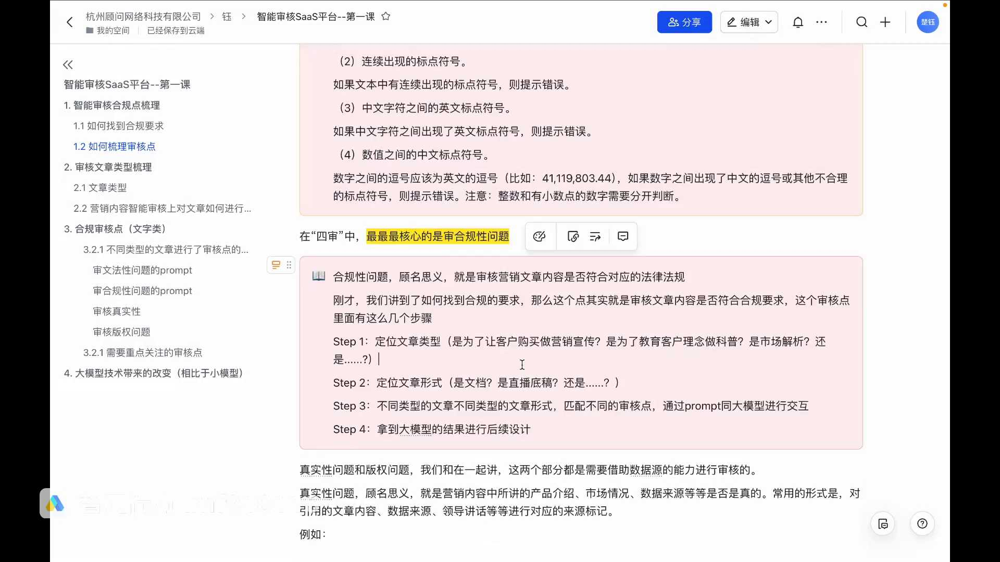 杭州顾问网络科技有限公司 > 钰 > 智能审核SaaS平台--第一课
我的空间 已经保存到云端
分享
编辑
楚钰
智能审核SaaS平台--第一课
1. 智能审核合规点梳理
1.1 如何找到合规要求
1.2 如何梳理审核点
2. 审核文章类型梳理
2.1 文章类型
2.2 营销内容智能审核上对文章如何进行...
3. 合规审核点（文字类）
3.2.1 不同类型的文章进行了审核点的...
审文法性问题的prompt
审合规性问题的prompt
审核真实性
审核版权问题
3.2.1 需要重点关注的审核点
4. 大模型技术带来的改变（相比于小模型）
（2）连续出现的标点符号。
如果文本中有连续出现的标点符号，则提示错误。
（3）中文字符之间的英文标点符号。
如果中文字符之间出现了英文标点符号，则提示错误。
（4）数值之间的中文标点符号。
数字之间的逗号应该为英文的逗号（比如：41,119,803.44），如果数字之间出现了中文的逗号或其他不合理
的标点符号，则提示错误。注意：整数和有小数点的数字需要分开判断。
在“四审”中，最最最核心的是审合规性问题
合规性问题，顾名思义，就是审核营销文章内容是否符合对应的法律法规
刚才，我们讲到了如何找到合规的要求，那么这个点其实就是审核文章内容是否符合合规要求，这个审核点
里面有这么几个步骤
Step 1：定位文章类型（是为了让客户购买做营销宣传？是为了教育客户理念做科普？是市场解析？还
是......?）
Step 2：定位文章形式（是文档？是直播底稿？还是......？）
Step 3：不同类型的文章不同类型的文章形式，匹配不同的审核点，通过prompt同大模型进行交互
Step 4：拿到大模型的结果进行后续设计
真实性问题和版权问题，我们和在一起讲，这两个部分都是需要借助数据源的能力进行审核的。
真实性问题，顾名思义，就是营销内容中所讲的产品介绍、市场情况、数据来源等等是否是真的。常用的形式是，对
引用的文章内容、数据来源、领导讲话等等进行对应的来源标记。
例如：